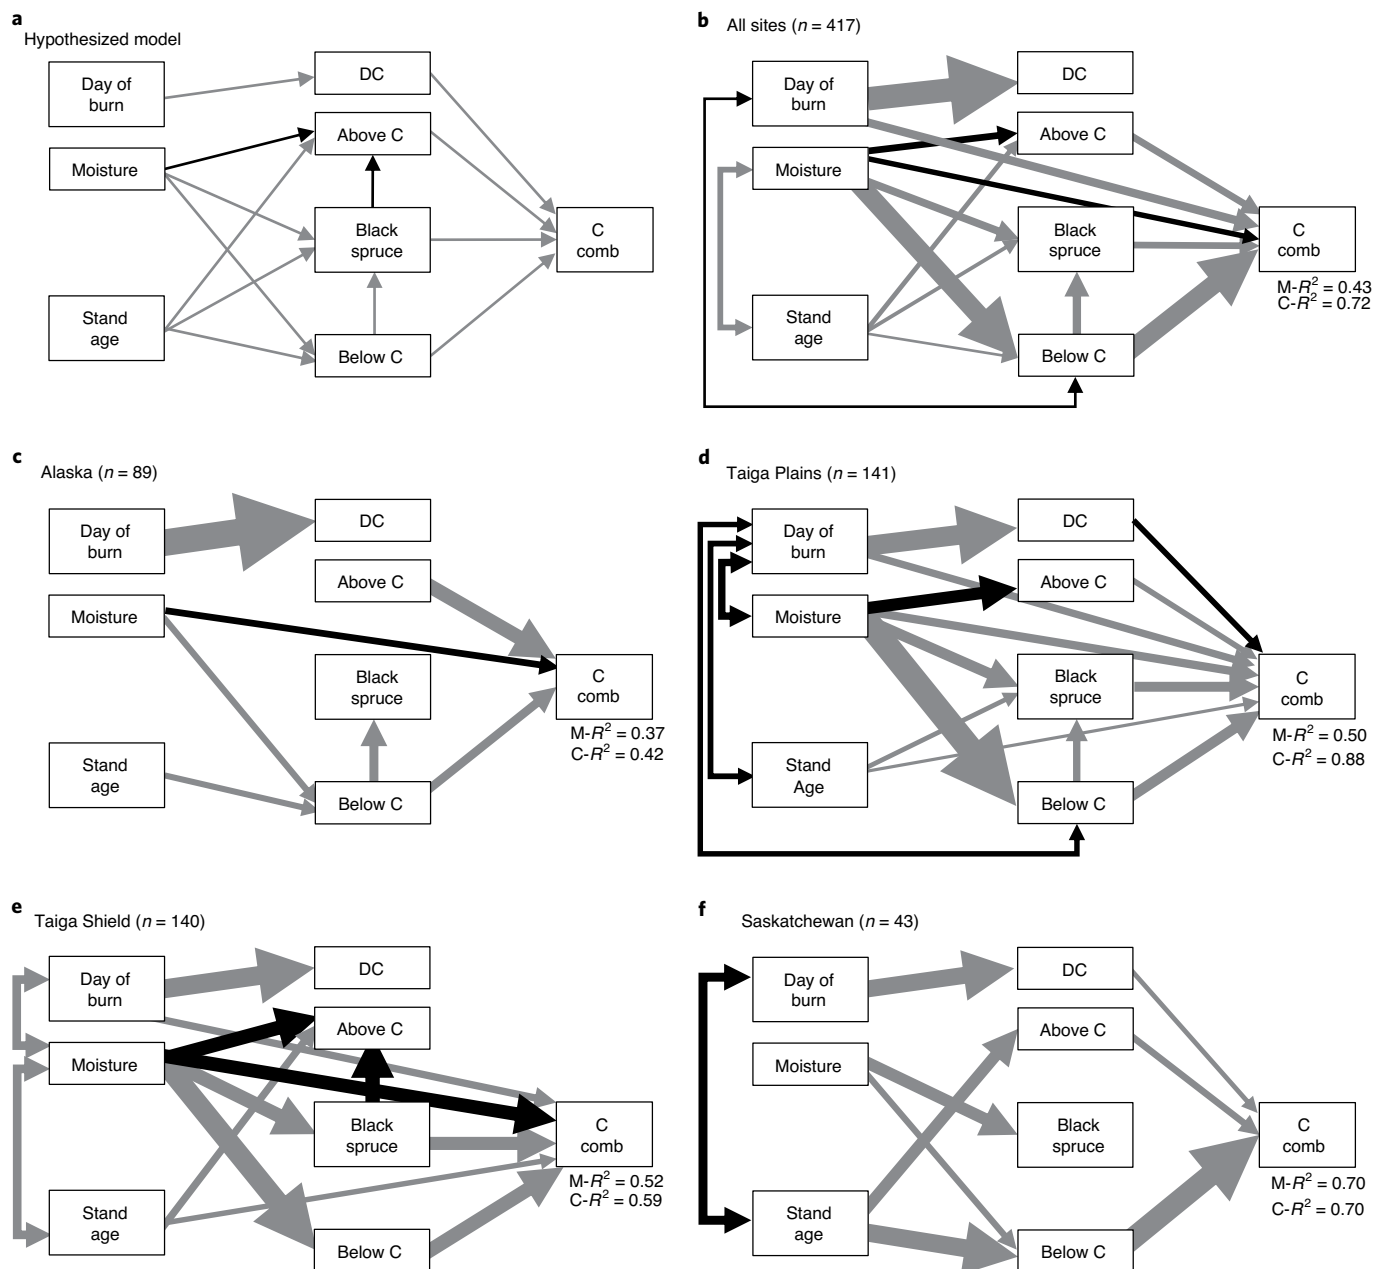 a
Hypothesized model
Day of
burn
Moisture
Stand
age
DC
Above C
Black
spruce
Below C
C
comb
b
All sites (n = 417)
Day of
burn
Moisture
Stand
age
DC
Above C
Black
spruce
Below C
C
comb
M-R² = 0.43
C-R² = 0.72
c
Alaska (n = 89)
Day of
burn
Moisture
Stand
age
DC
Above C
Black
spruce
Below C
C
comb
M-R² = 0.37
C-R² = 0.42
d
Taiga Plains (n = 141)
Day of
burn
Moisture
Stand
Age
DC
Above C
Black
spruce
Below C
C
comb
M-R² = 0.50
C-R² = 0.88
e
Taiga Shield (n = 140)
Day of
burn
Moisture
Stand
age
DC
Above C
Black
spruce
Below C
C
comb
M-R² = 0.52
C-R² = 0.59
f
Saskatchewan (n = 43)
Day of
burn
Moisture
Stand
age
DC
Above C
Black
spruce
Below C
C
comb
M-R² = 0.70
C-R² = 0.70